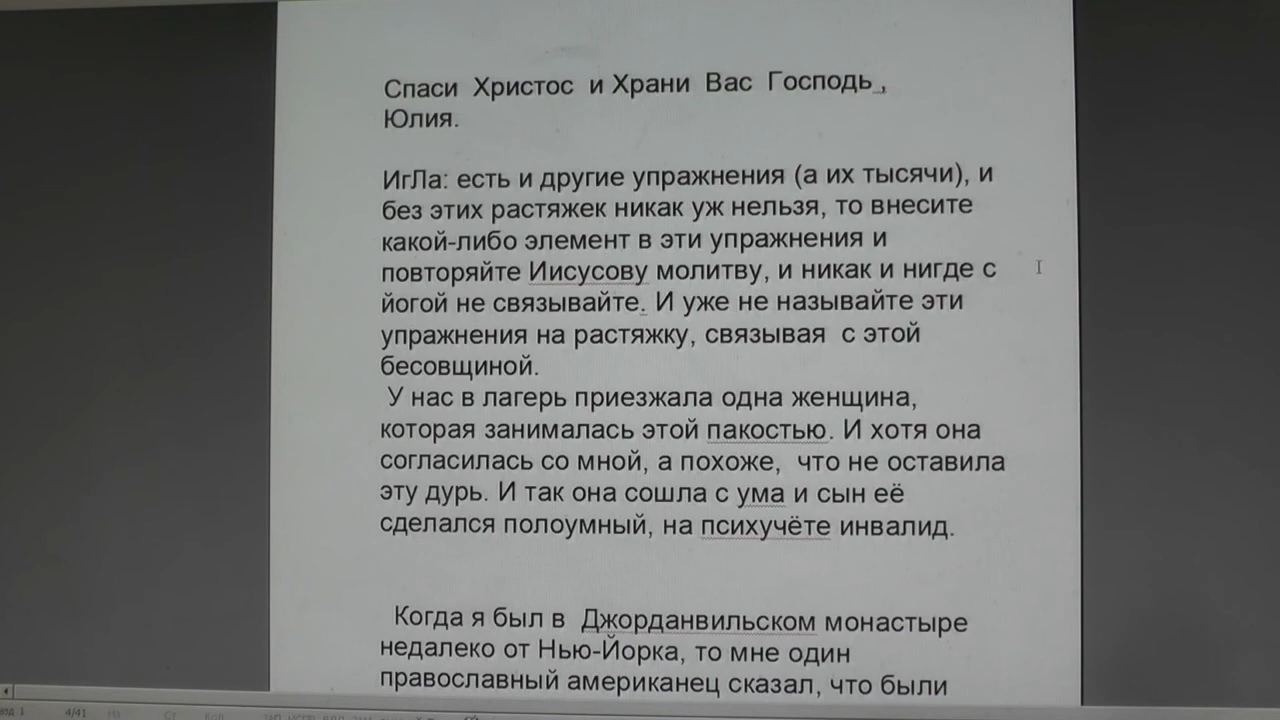 Спаси Христос и Храни Вас Господь ,
Юлия.
ИгЛа: есть и другие упражнения (а их тысячи), и
без этих растяжек никак уж нельзя, то внесите
какой-либо элемент в эти упражнения и
повторяйте Иисусову молитву, и никак и нигде с
йогой не связывайте. И уже не называйте эти
упражнения на растяжку, связывая с этой
бесовщиной.
У нас в лагерь приезжала одна женщина,
которая занималась этой пакостью. И хотя она
согласилась со мной, а похоже, что не оставила
эту дурь. И так она сошла с ума и сын её
сделался полоумный, на психучёте инвалид.
Когда я был в Джорданвильском монастыре
недалеко от Нью-Йорка, то мне один
православный американец сказал, что были
4/41